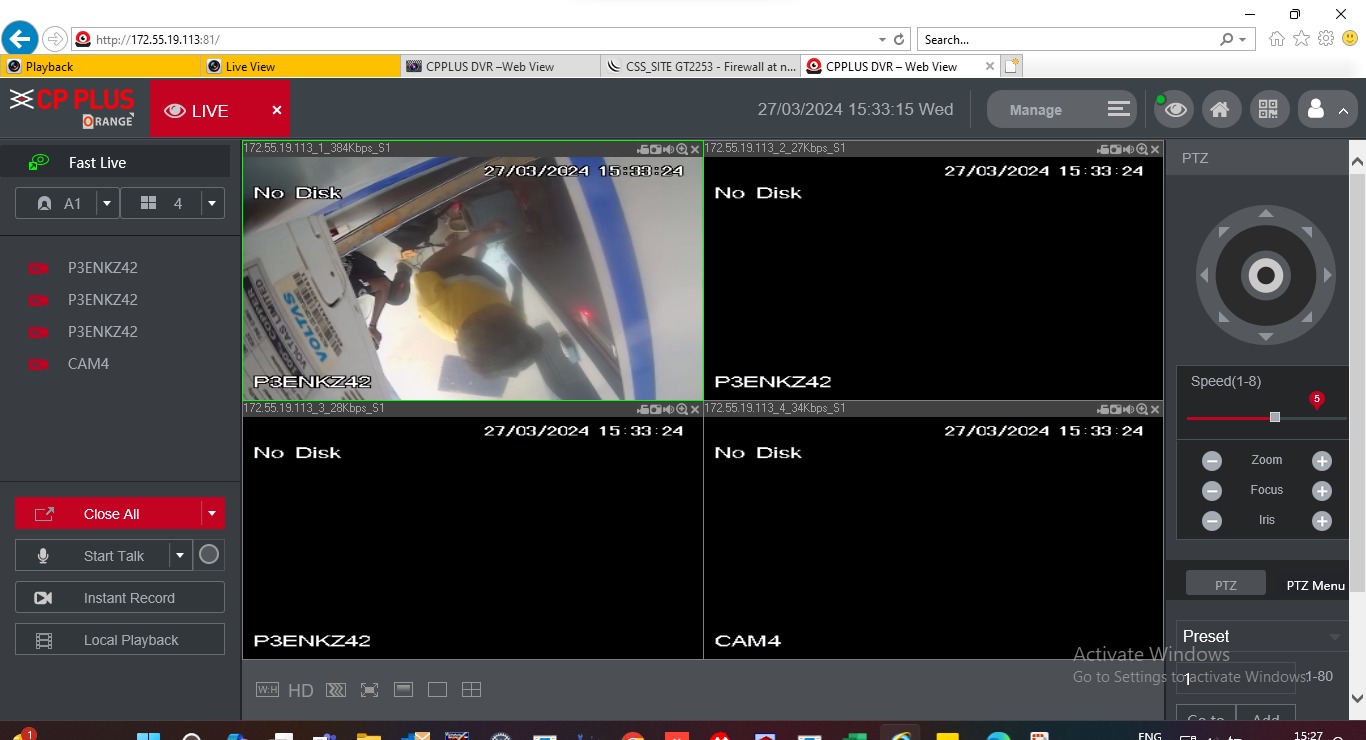 http://172.55.19.113:81/
Search...
Playback
Live View
CPPLUS DVR –Web View
CSS_SITE GT2253 - Firewall at n...
CPPLUS DVR – Web View
CP PLUS
ORANGE
LIVE
27/03/2024 15:33:15 Wed
Manage
Fast Live
A1
4
P3ENKZ42
P3ENKZ42
P3ENKZ42
CAM4
Close All
Start Talk
Instant Record
Local Playback
172.55.19.113_1_384Kbps_S1
27/03/2024 15:33:24
No Disk
VOLTAS
VOLTAS LIMITED
P3ENKZ42
172.55.19.113_2_27Kbps_S1
27/03/2024 15:33:24
No Disk
P3ENKZ42
172.55.19.113_3_28Kbps_S1
27/03/2024 15:33:24
No Disk
P3ENKZ42
172.55.19.113_4_34Kbps_S1
27/03/2024 15:33:24
No Disk
CAM4
W:H
HD
PTZ
Speed(1-8)
5
Zoom
Focus
Iris
PTZ
PTZ Menu
Preset
1
1-80
Go to
Add
Activate Windows
Go to Settings to activate Windows.
1
ENG
15:27